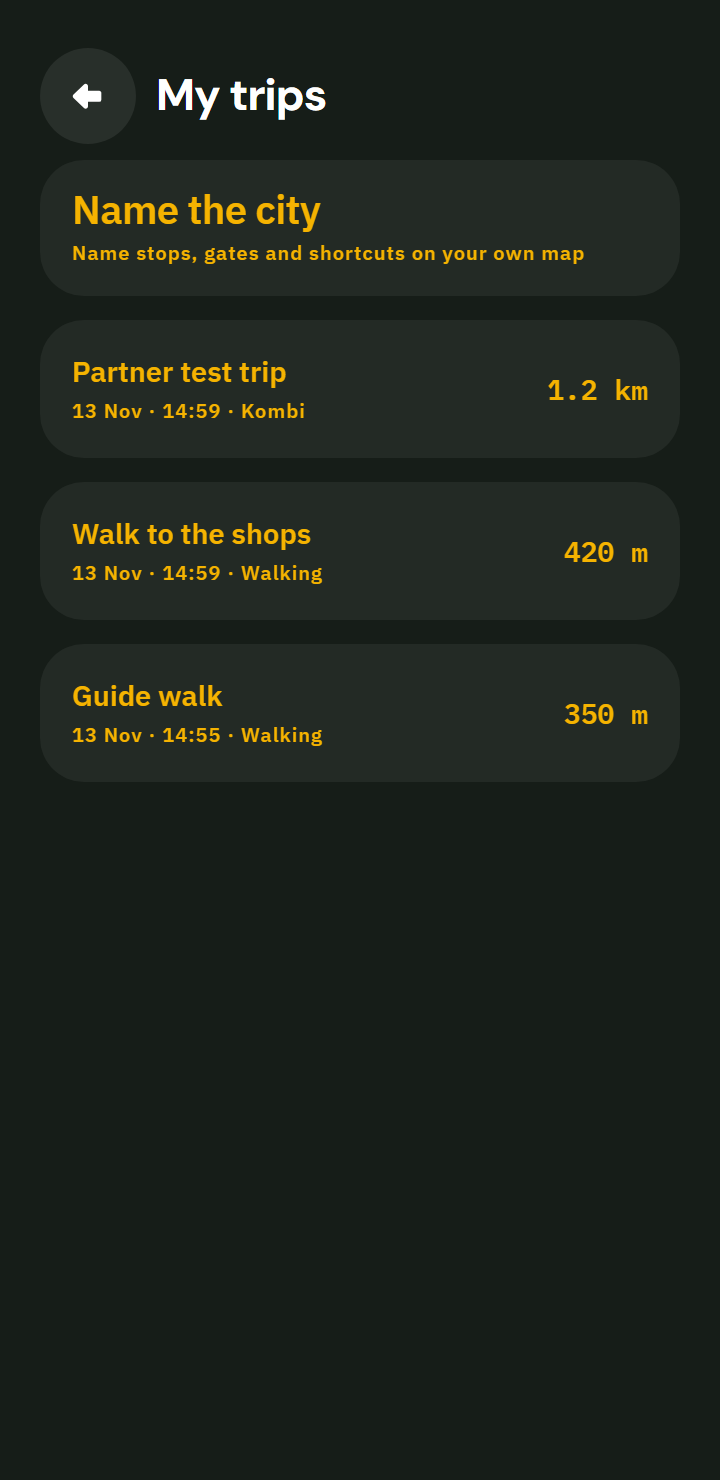 My trips
Name the city
Name stops, gates and shortcuts on your own map
Partner test trip
13 Nov · 14:59 · Kombi
1.2 km
Walk to the shops
13 Nov · 14:59 · Walking
420 m
Guide walk
13 Nov · 14:55 · Walking
350 m